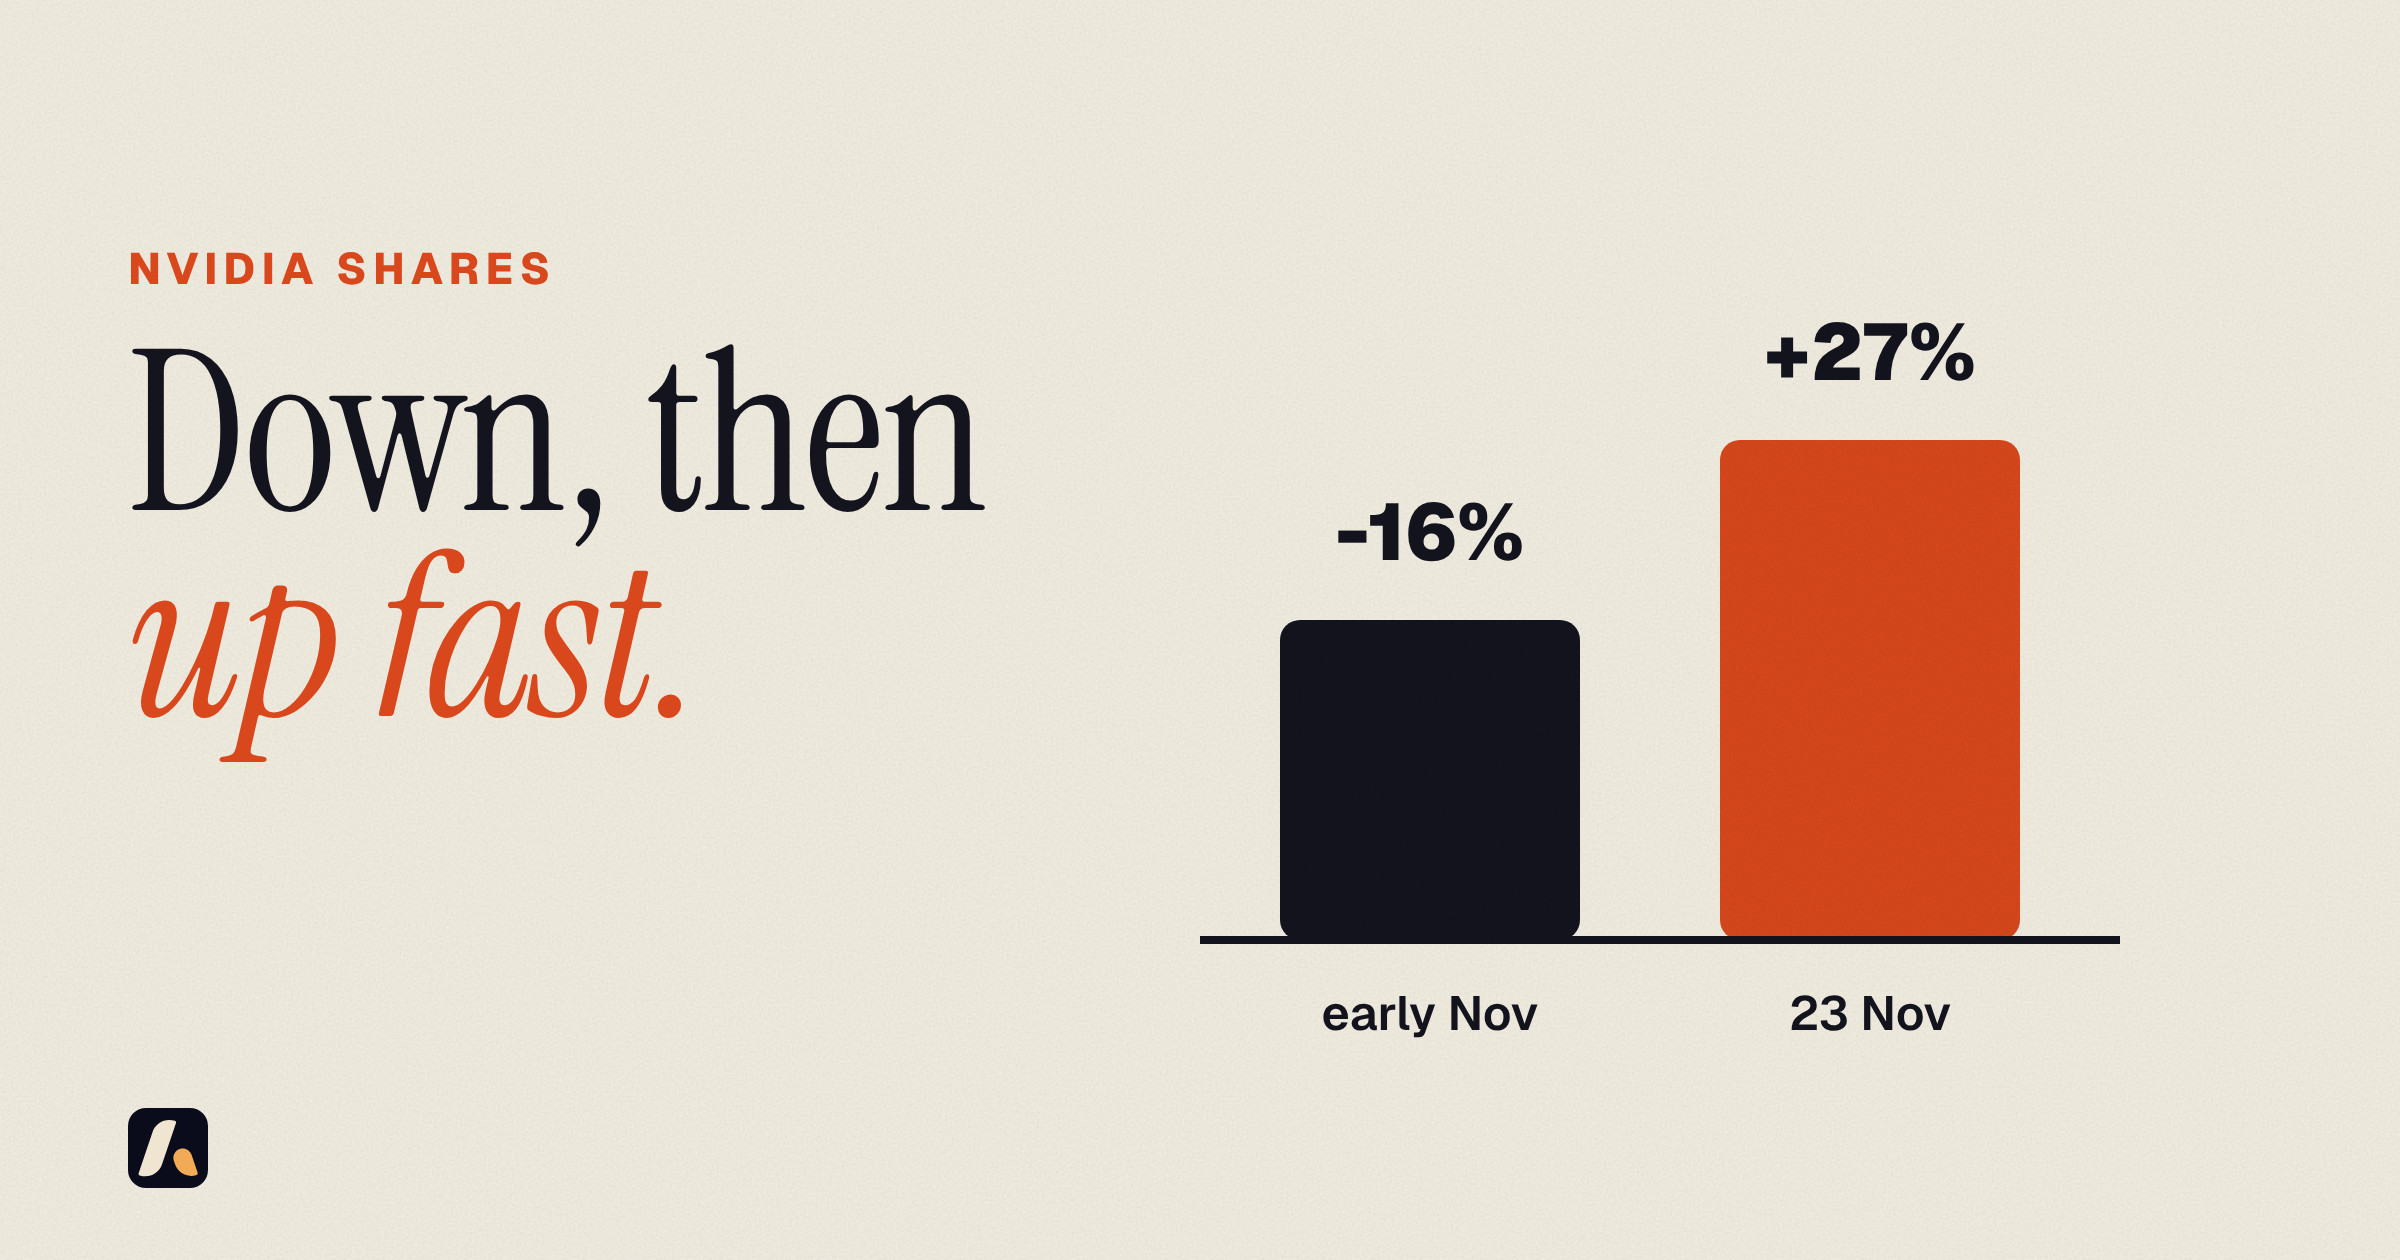 NVIDIA SHARES
Down, then
up fast.
+27%
-16%
early Nov
23 Nov